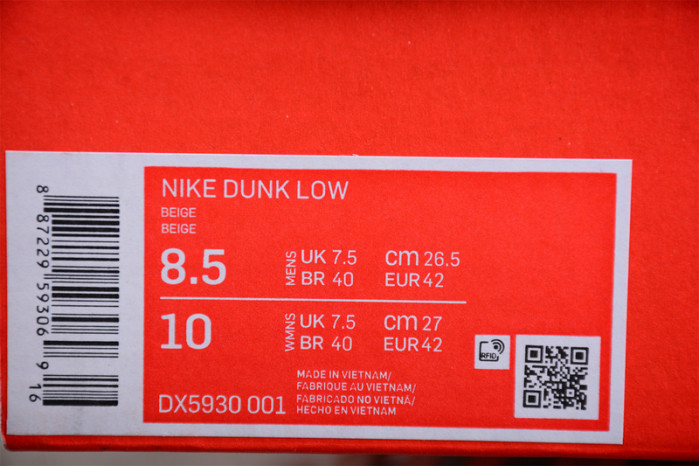 NIKE DUNK LOW
BEIGE
BEIGE
8.5
MENS
UK 7.5
BR 40
cm 26.5
EUR 42
10
WMNS
UK 7.5
BR 40
cm 27
EUR 42
RFID
MADE IN VIETNAM/
FABRIQUE AU VIETNAM/
FABRICADO NO VIETNÃ/
HECHO EN VIETNAM
DX5930 001
8 87229 59306 9 16